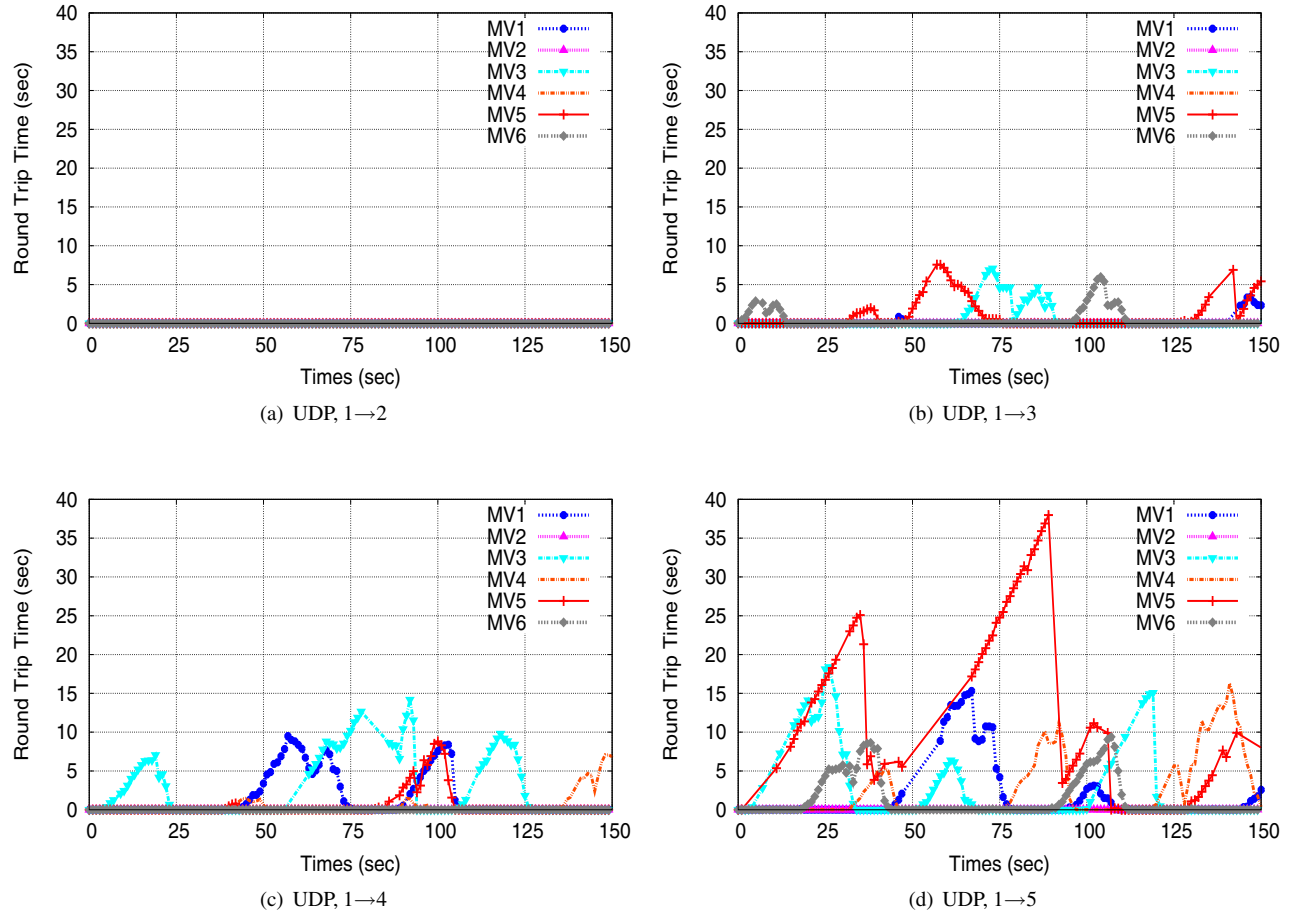 40
35
30
25
20
15
10
5
0
Round Trip Time (sec)
MV1
MV2
MV3
MV4
MV5
MV6
0 25 50 75 100 125 150
Times (sec)
(a) UDP, 1→2
40
35
30
25
20
15
10
5
0
Round Trip Time (sec)
MV1
MV2
MV3
MV4
MV5
MV6
0 25 50 75 100 125 150
Times (sec)
(b) UDP, 1→3
40
35
30
25
20
15
10
5
0
Round Trip Time (sec)
MV1
MV2
MV3
MV4
MV5
MV6
0 25 50 75 100 125 150
Times (sec)
(c) UDP, 1→4
40
35
30
25
20
15
10
5
0
Round Trip Time (sec)
MV1
MV2
MV3
MV4
MV5
MV6
0 25 50 75 100 125 150
Times (sec)
(d) UDP, 1→5